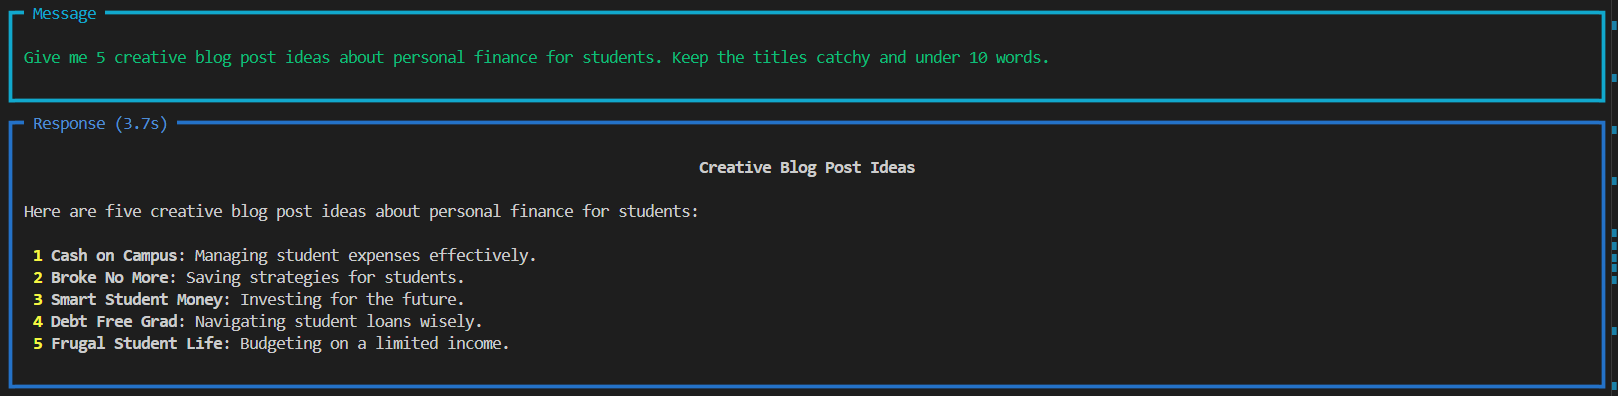 Message
Give me 5 creative blog post ideas about personal finance for students. Keep the titles catchy and under 10 words.
Response (3.7s)
Creative Blog Post Ideas
Here are five creative blog post ideas about personal finance for students:
1 Cash on Campus: Managing student expenses effectively.
2 Broke No More: Saving strategies for students.
3 Smart Student Money: Investing for the future.
4 Debt Free Grad: Navigating student loans wisely.
5 Frugal Student Life: Budgeting on a limited income.